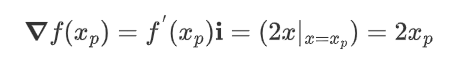 ∇f(x_p) = f′(x_p)i = (2x|_{x=x_p}) = 2x_p